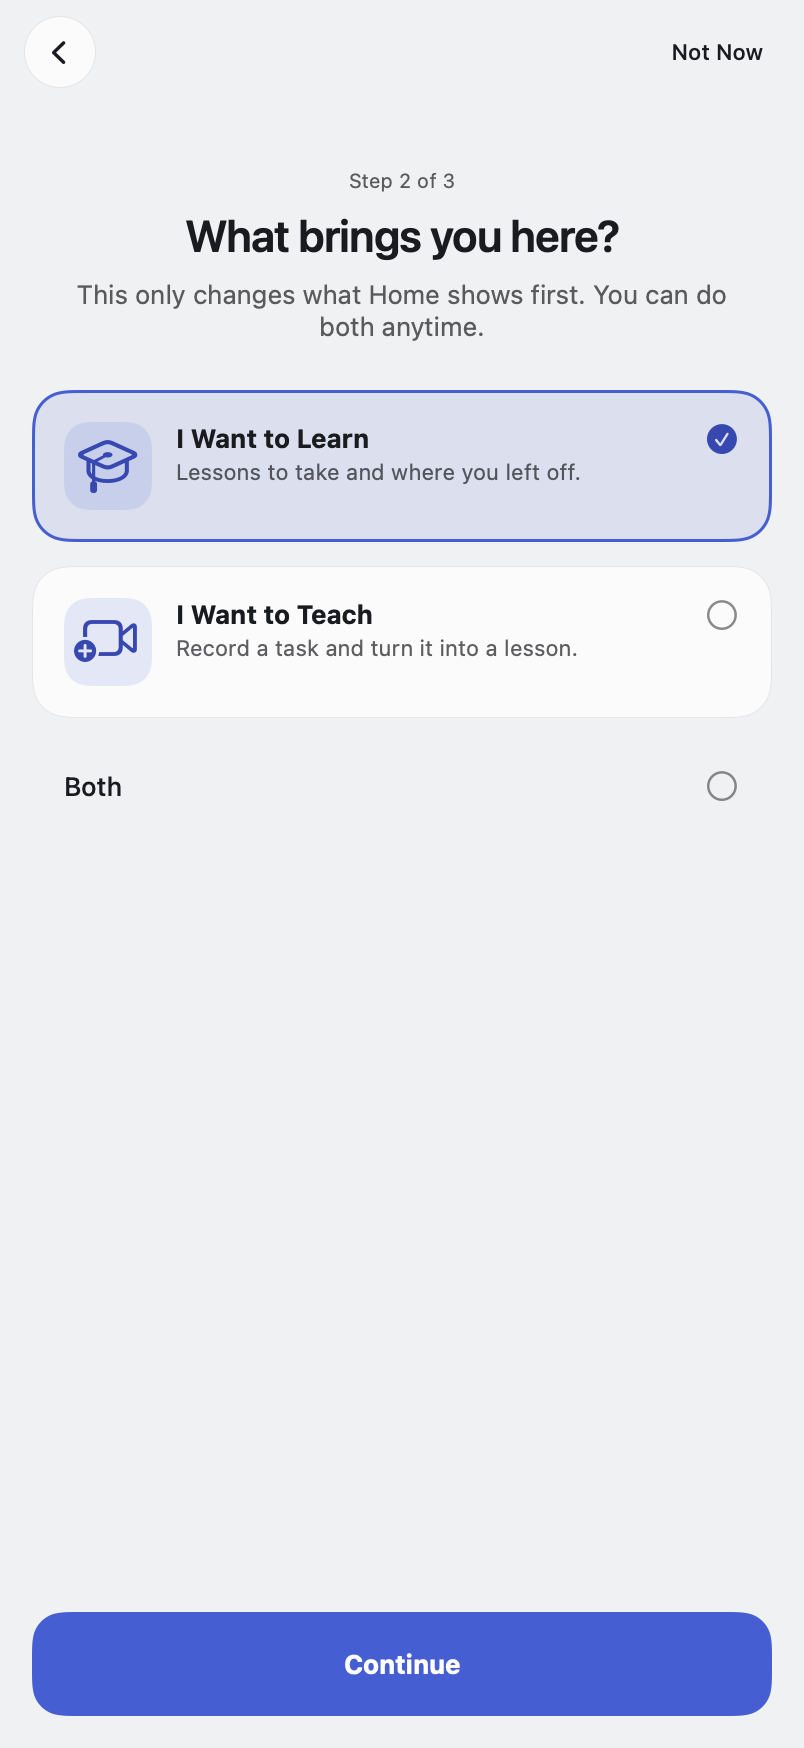 Not Now
Step 2 of 3
What brings you here?
This only changes what Home shows first. You can do
both anytime.
I Want to Learn
Lessons to take and where you left off.
I Want to Teach
Record a task and turn it into a lesson.
Both
Continue